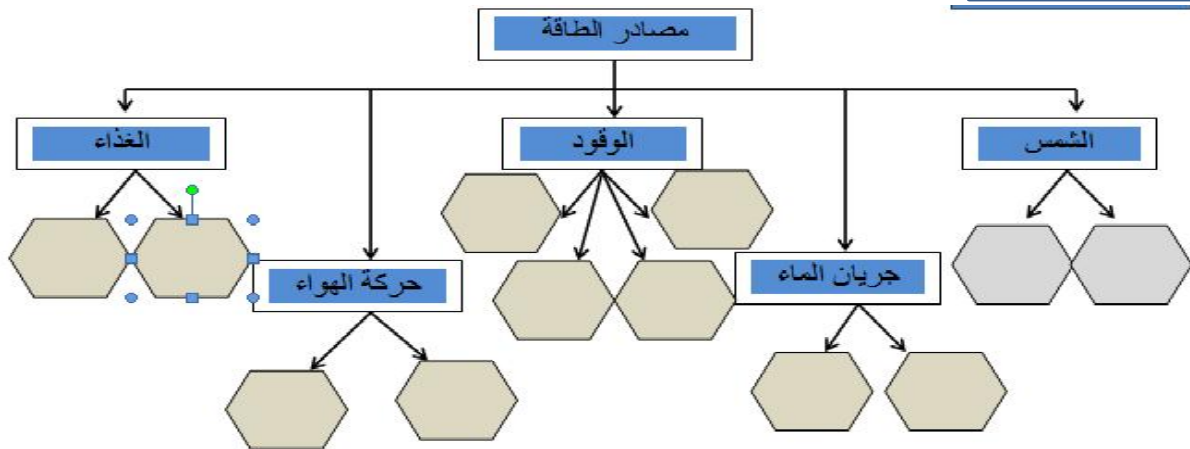 مصادر الطاقة
الشمس
الوقود
الغذاء
جريان الماء
حركة الهواء